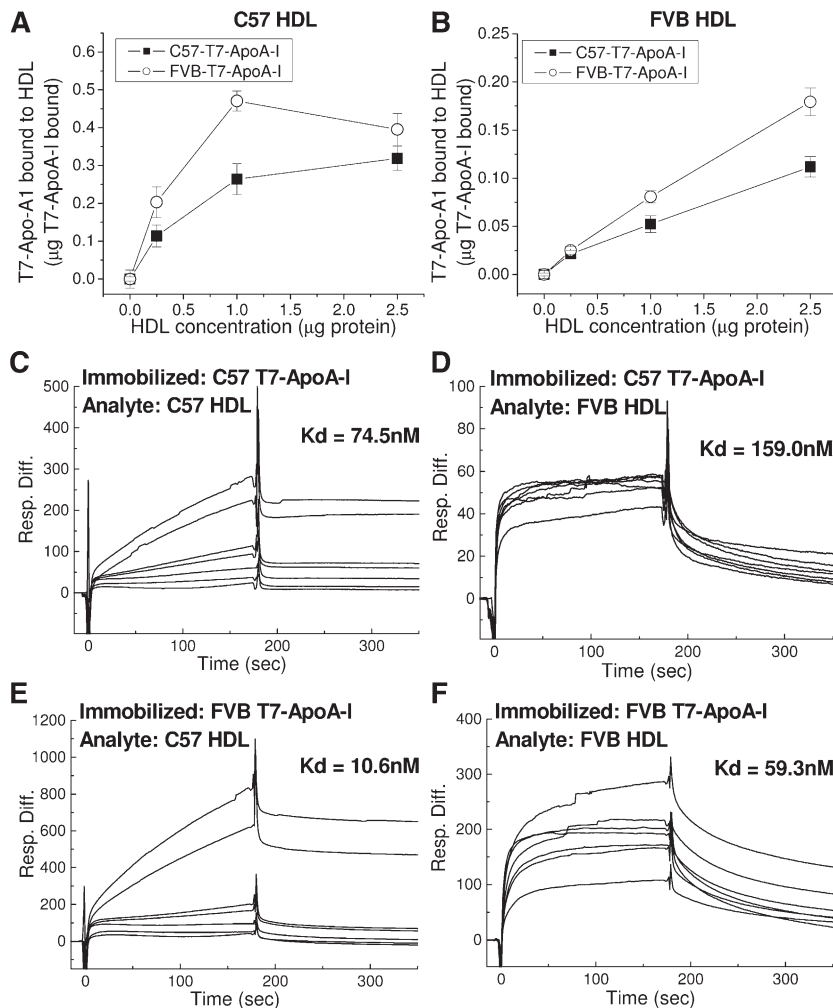 A
C57 HDL
C57-T7-ApoA-I
FVB-T7-ApoA-I
T7-Apo-A1 bound to HDL
(µg T7-ApoA-I bound)
0.6
0.5
0.4
0.3
0.2
0.1
0.0
0.0 0.5 1.0 1.5 2.0 2.5
HDL concentration (µg protein)
B
FVB HDL
C57-T7-ApoA-I
FVB-T7-ApoA-I
T7-Apo-A1 bound to HDL
(µg T7-ApoA-I bound)
0.25
0.20
0.15
0.10
0.05
0.00
0.0 0.5 1.0 1.5 2.0 2.5
HDL concentration (µg protein)
C
Immobilized: C57 T7-ApoA-I
Analyte: C57 HDL
Kd = 74.5nM
Resp. Diff.
500
400
300
200
100
0
0 100 200 300
Time (sec)
D
Immobilized: C57 T7-ApoA-I
Analyte: FVB HDL
Kd = 159.0nM
Resp. Diff.
100
80
60
40
20
0
0 100 200 300
Time (sec)
E
Immobilized: FVB T7-ApoA-I
Analyte: C57 HDL
Kd = 10.6nM
Resp. Diff.
1200
1000
800
600
400
200
0
0 100 200 300
Time (sec)
F
Immobilized: FVB T7-ApoA-I
Analyte: FVB HDL
Kd = 59.3nM
Resp. Diff.
400
300
200
100
0
0 100 200 300
Time (sec)